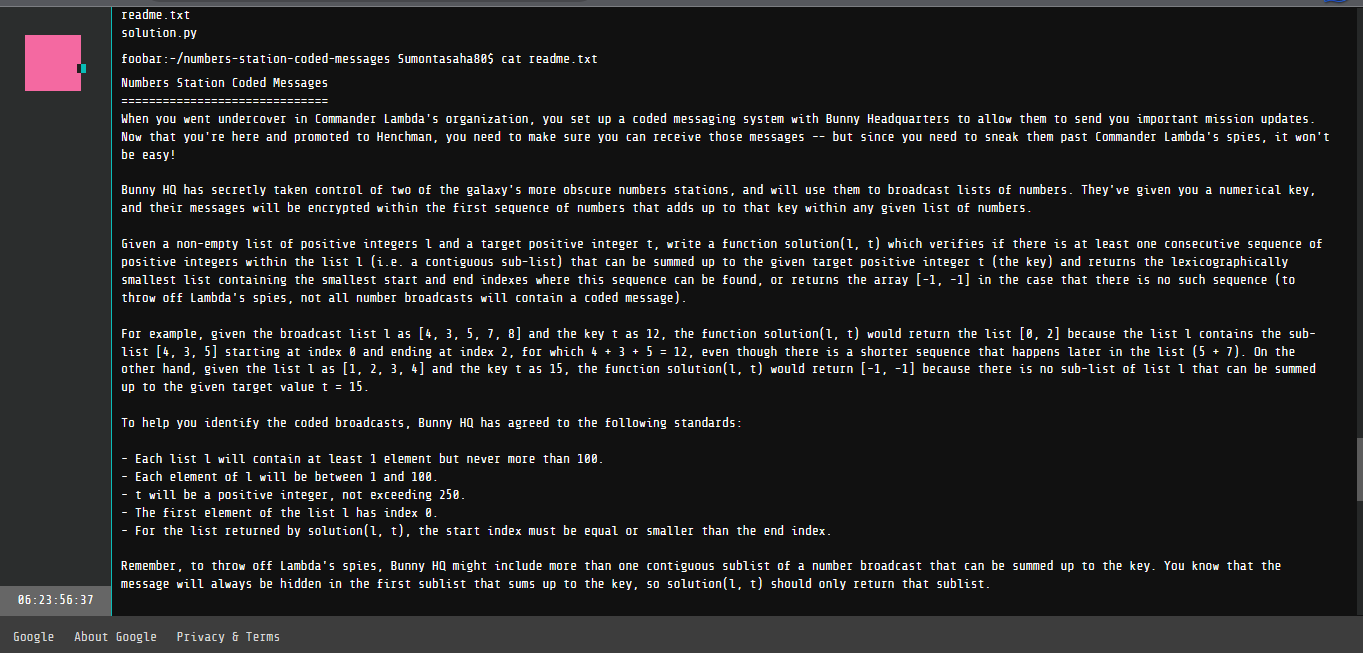 readme.txt
solution.py
foobar:~/numbers-station-coded-messages Sumontasaha80$ cat readme.txt
Numbers Station Coded Messages
==============================
When you went undercover in Commander Lambda's organization, you set up a coded messaging system with Bunny Headquarters to allow them to send you important mission updates.
Now that you're here and promoted to Henchman, you need to make sure you can receive those messages -- but since you need to sneak them past Commander Lambda's spies, it won't
be easy!
Bunny HQ has secretly taken control of two of the galaxy's more obscure numbers stations, and will use them to broadcast lists of numbers. They've given you a numerical key,
and their messages will be encrypted within the first sequence of numbers that adds up to that key within any given list of numbers.
Given a non-empty list of positive integers l and a target positive integer t, write a function solution(l, t) which verifies if there is at least one consecutive sequence of
positive integers within the list l (i.e. a contiguous sub-list) that can be summed up to the given target positive integer t (the key) and returns the lexicographically
smallest list containing the smallest start and end indexes where this sequence can be found, or returns the array [-1, -1] in the case that there is no such sequence (to
throw off Lambda's spies, not all number broadcasts will contain a coded message).
For example, given the broadcast list l as [4, 3, 5, 7, 8] and the key t as 12, the function solution(l, t) would return the list [0, 2] because the list l contains the sub-
list [4, 3, 5] starting at index 0 and ending at index 2, for which 4 + 3 + 5 = 12, even though there is a shorter sequence that happens later in the list (5 + 7). On the
other hand, given the list l as [1, 2, 3, 4] and the key t as 15, the function solution(l, t) would return [-1, -1] because there is no sub-list of list l that can be summed
up to the given target value t = 15.
To help you identify the coded broadcasts, Bunny HQ has agreed to the following standards:
- Each list l will contain at least 1 element but never more than 100.
- Each element of l will be between 1 and 100.
- t will be a positive integer, not exceeding 250.
- The first element of the list l has index 0.
- For the list returned by solution(l, t), the start index must be equal or smaller than the end index.
Remember, to throw off Lambda's spies, Bunny HQ might include more than one contiguous sublist of a number broadcast that can be summed up to the key. You know that the
message will always be hidden in the first sublist that sums up to the key, so solution(l, t) should only return that sublist.
06:23:56:37
Google About Google Privacy & Terms